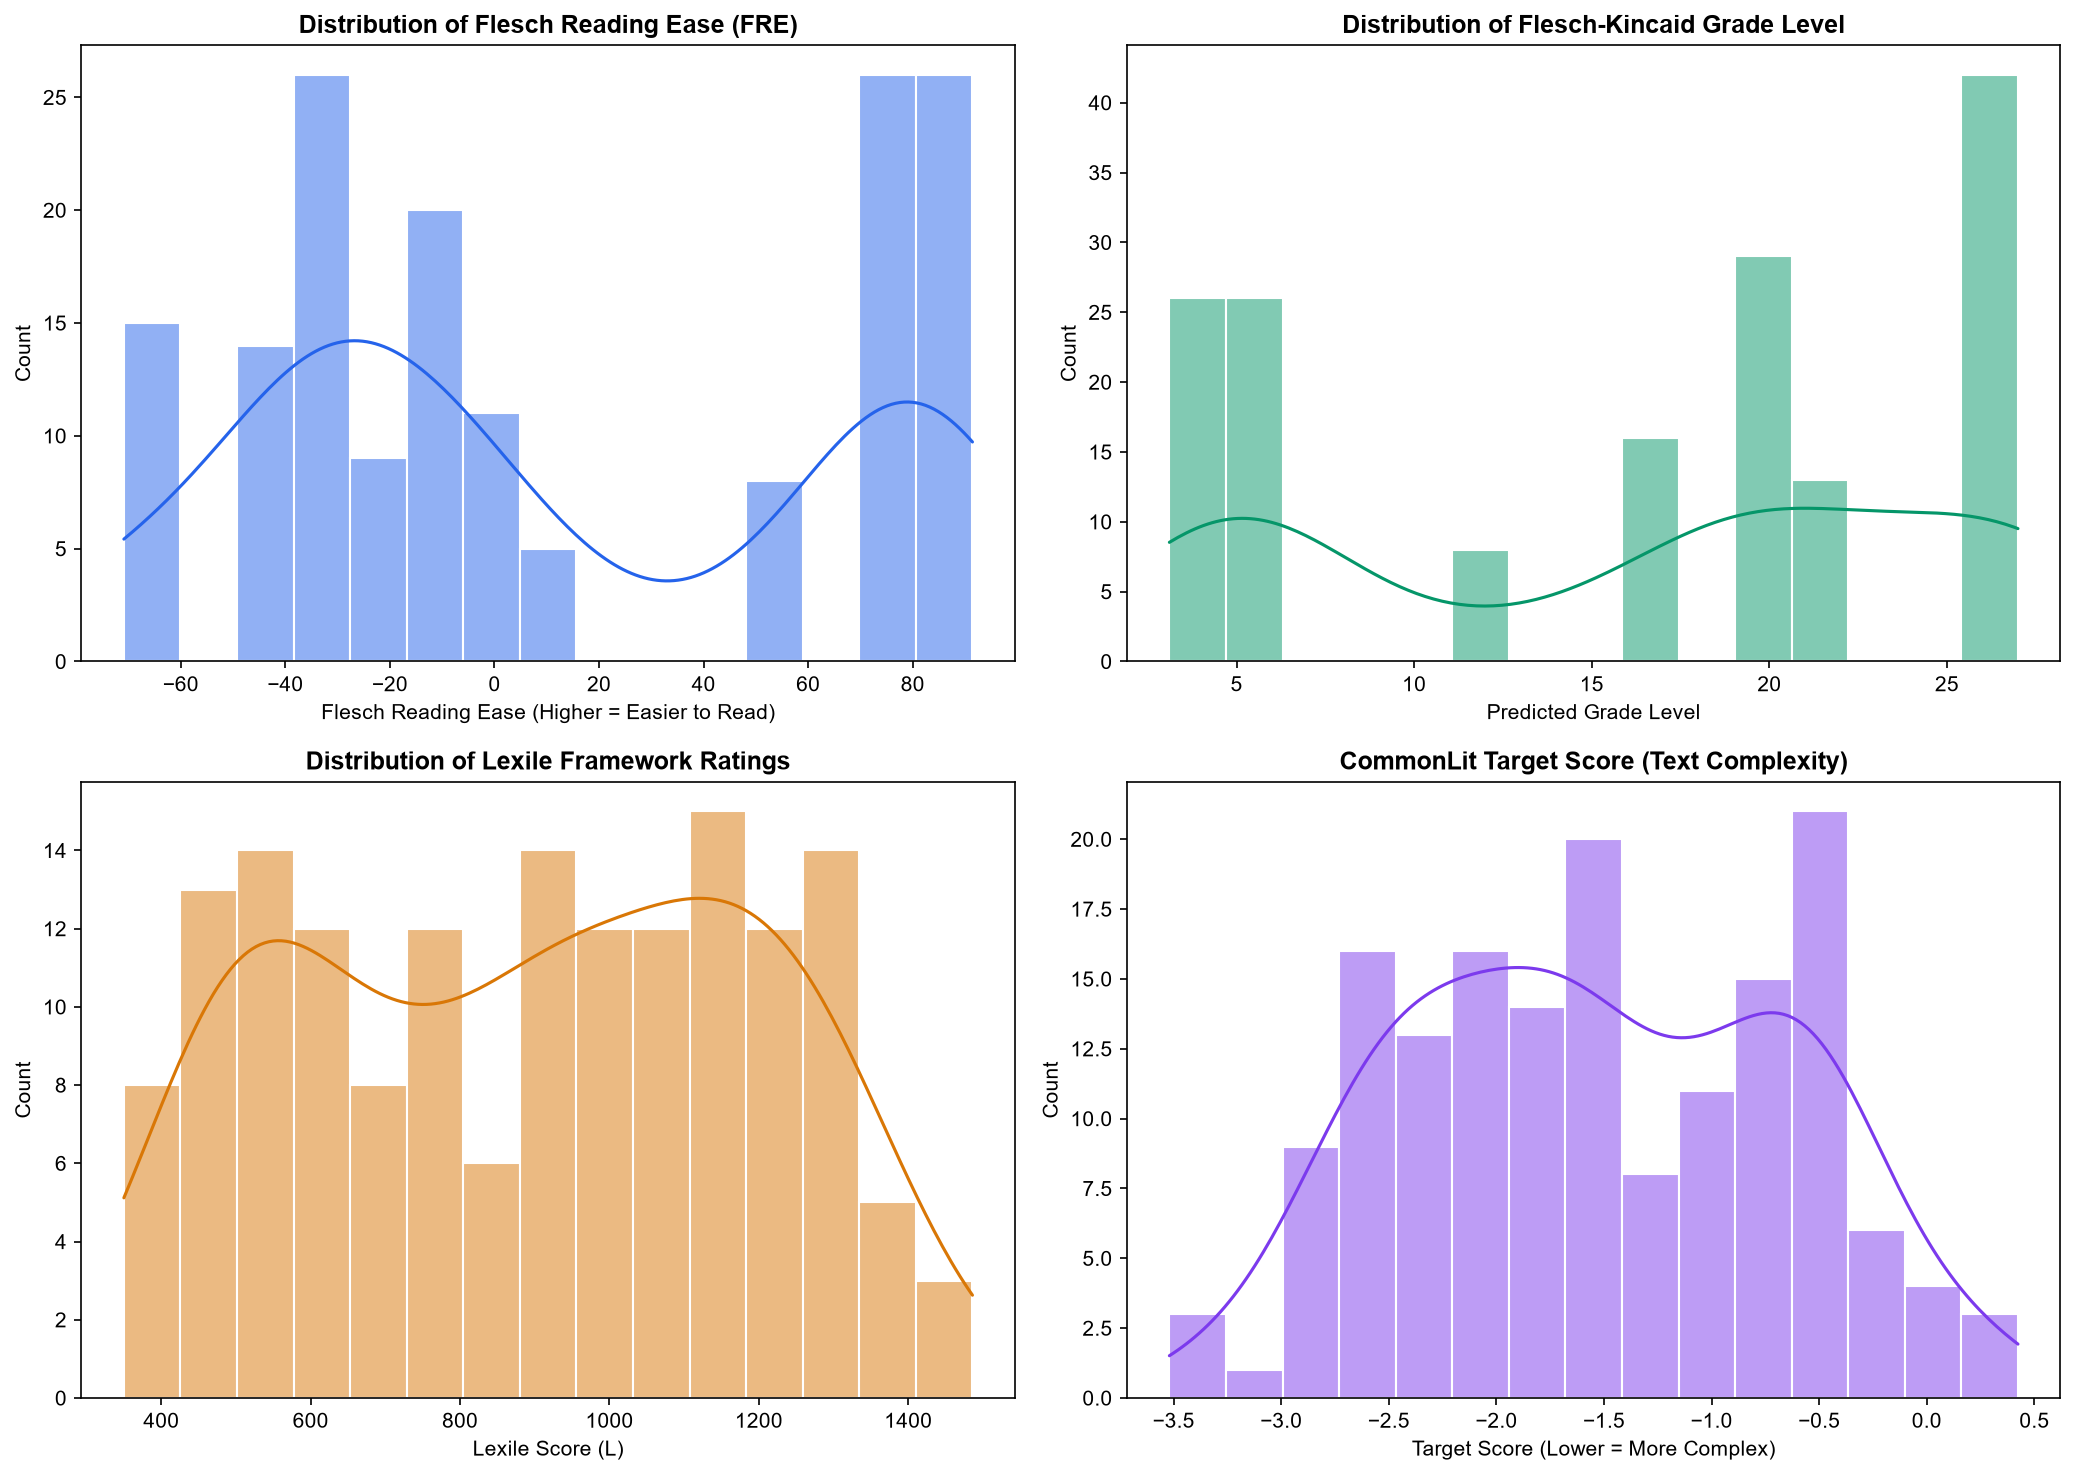 Distribution of Flesch Reading Ease (FRE)
25
20
15
10
5
0
Count
−60 −40 −20 0 20 40 60 80
Flesch Reading Ease (Higher = Easier to Read)
Distribution of Flesch-Kincaid Grade Level
40
35
30
25
20
15
10
5
0
Count
5 10 15 20 25
Predicted Grade Level
Distribution of Lexile Framework Ratings
14
12
10
8
6
4
2
0
Count
400 600 800 1000 1200 1400
Lexile Score (L)
CommonLit Target Score (Text Complexity)
20.0
17.5
15.0
12.5
10.0
7.5
5.0
2.5
0.0
Count
−3.5 −3.0 −2.5 −2.0 −1.5 −1.0 −0.5 0.0 0.5
Target Score (Lower = More Complex)